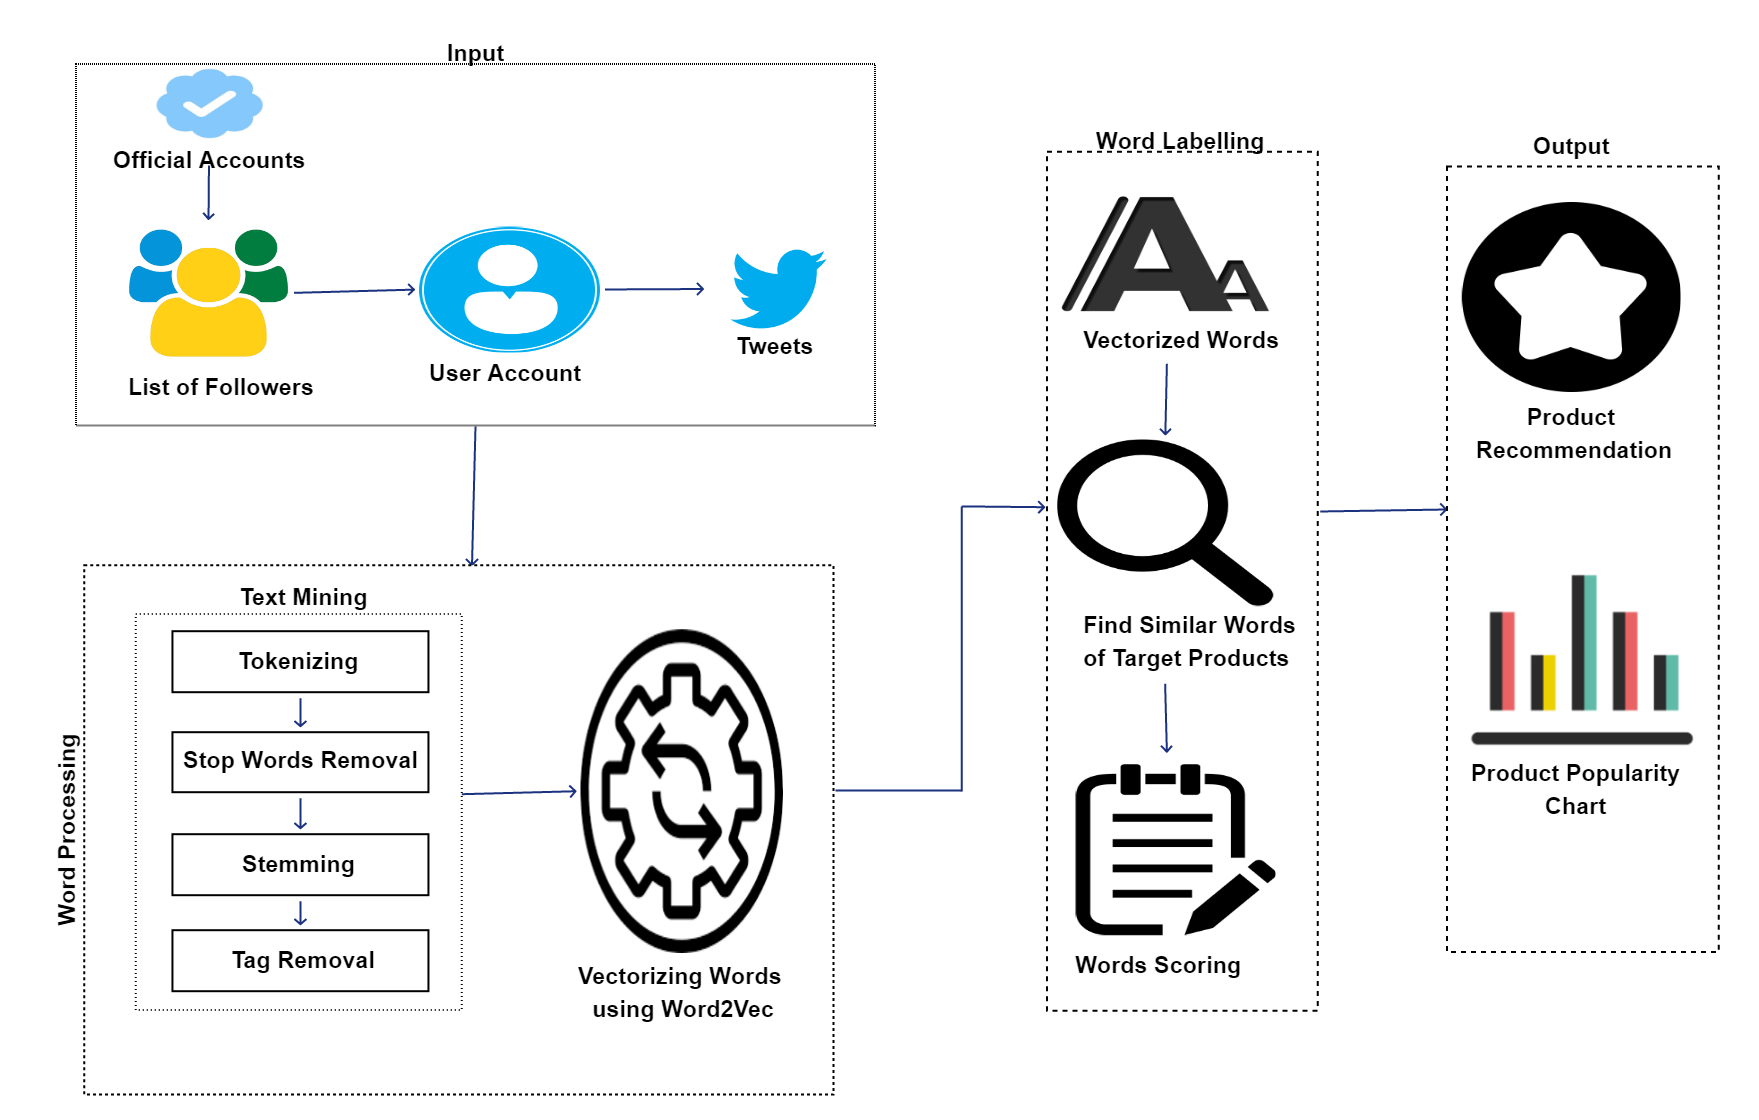 Input
Official Accounts
List of Followers
User Account
Tweets
Word Processing
Text Mining
Tokenizing
Stop Words Removal
Stemming
Tag Removal
Vectorizing Words
using Word2Vec
Word Labelling
Vectorized Words
Find Similar Words
of Target Products
Words Scoring
Output
Product
Recommendation
Product Popularity
Chart